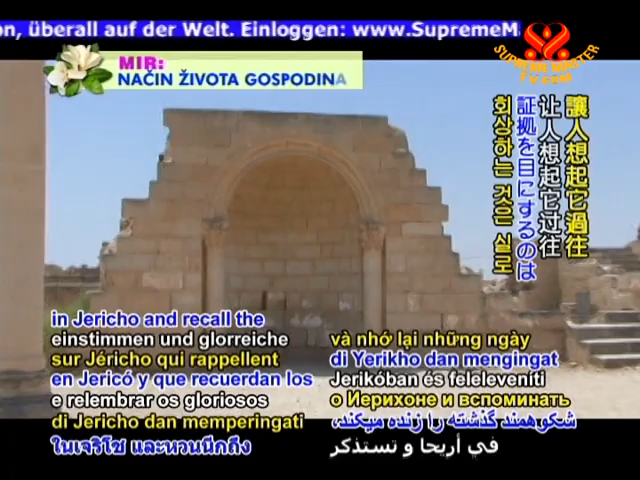 on, überall auf der Welt. Einloggen: www.SupremeM
SUPREME MASTER
TV.COM
MIR:
NAČIN ŽIVOTA GOSPODINA
讓人想起它過往
让人想起它过往
証拠を目にするのは
회상하는 것은 실로
in Jericho and recall the
einstimmen und glorreiche
sur Jéricho qui rappellent
en Jericó y que recuerdan los
e relembrar os gloriosos
di Jericho dan memperingati
ในเจริโช และหวนนึกถึง
và nhớ lại những ngày
di Yerikho dan mengingat
Jerikóban és feleleveníti
о Иерихоне и вспоминать
شکوهمند گذشته را زنده میکند،
في أريحا و تستذكر